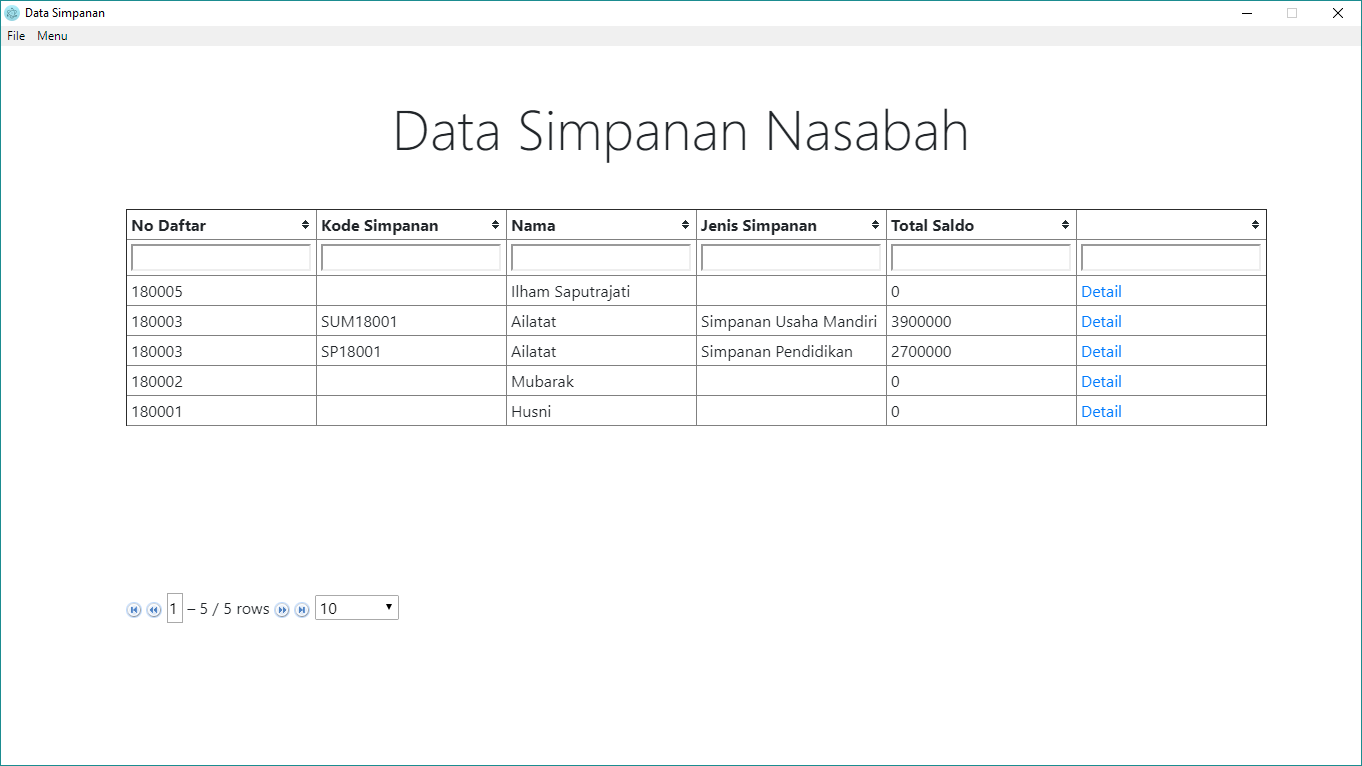 Data Simpanan
File Menu
Data Simpanan Nasabah
No Daftar Kode Simpanan Nama Jenis Simpanan Total Saldo
180005 Ilham Saputrajati 0 Detail
180003 SUM18001 Ailatat Simpanan Usaha Mandiri 3900000 Detail
180003 SP18001 Ailatat Simpanan Pendidikan 2700000 Detail
180002 Mubarak 0 Detail
180001 Husni 0 Detail
1 – 5 / 5 rows 10